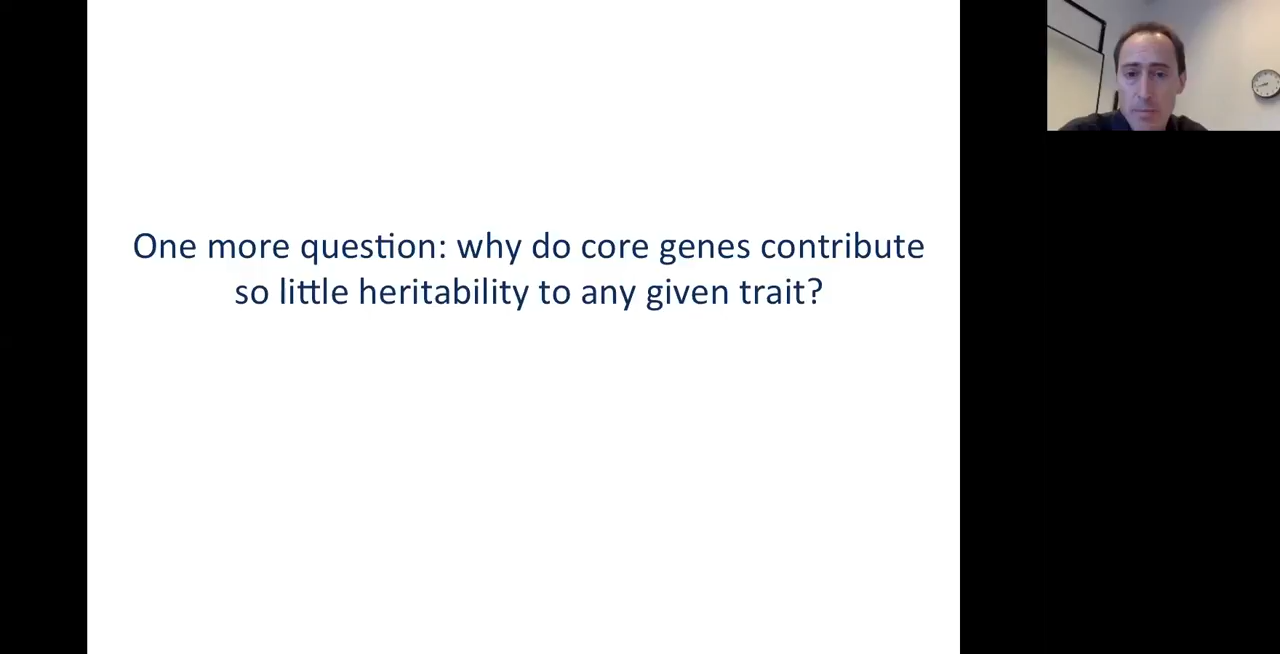 One more question: why do core genes contribute
so little heritability to any given trait?